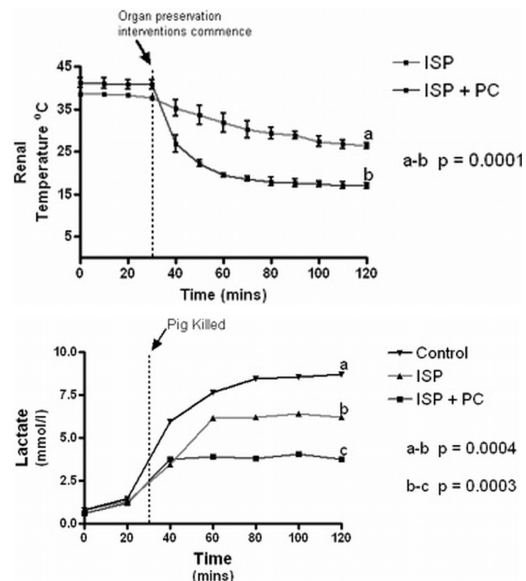 Organ preservation
interventions commence
Renal
Temperature ºC
45
35
25
15
5
0 20 40 60 80 100 120
Time (mins)
a
b
ISP
ISP + PC
a-b p = 0.0001
Pig Killed
Lactate
(mmol/l)
10.0
7.5
5.0
2.5
0.0
0 20 40 60 80 100 120
Time
(mins)
a
b
c
Control
ISP
ISP + PC
a-b p = 0.0004
b-c p = 0.0003